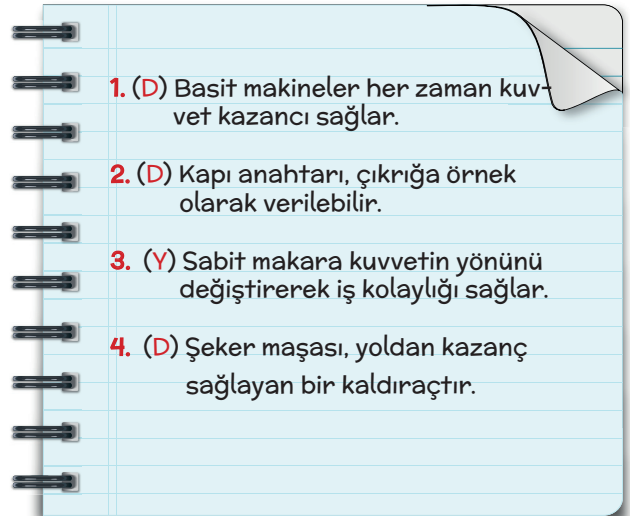 1. (D) Basit makineler her zaman kuv-
vet kazancı sağlar.
2. (D) Kapı anahtarı, çıkrığa örnek
olarak verilebilir.
3. (Y) Sabit makara kuvvetin yönünü
değiştirerek iş kolaylığı sağlar.
4. (D) Şeker maşası, yoldan kazanç
sağlayan bir kaldıraçtır.